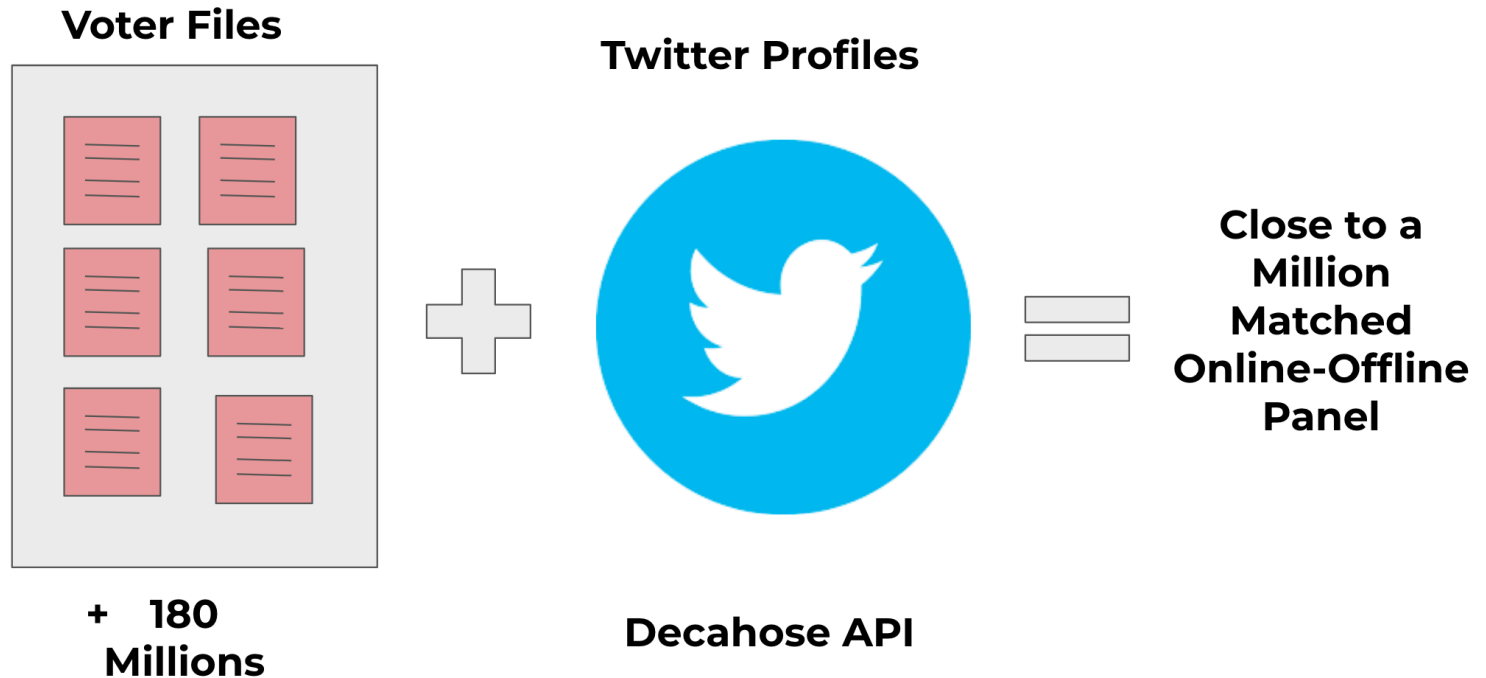 Voter Files
Twitter Profiles
Close to a
Million
Matched
Online-Offline
Panel
+ 180
Millions
Decahose API